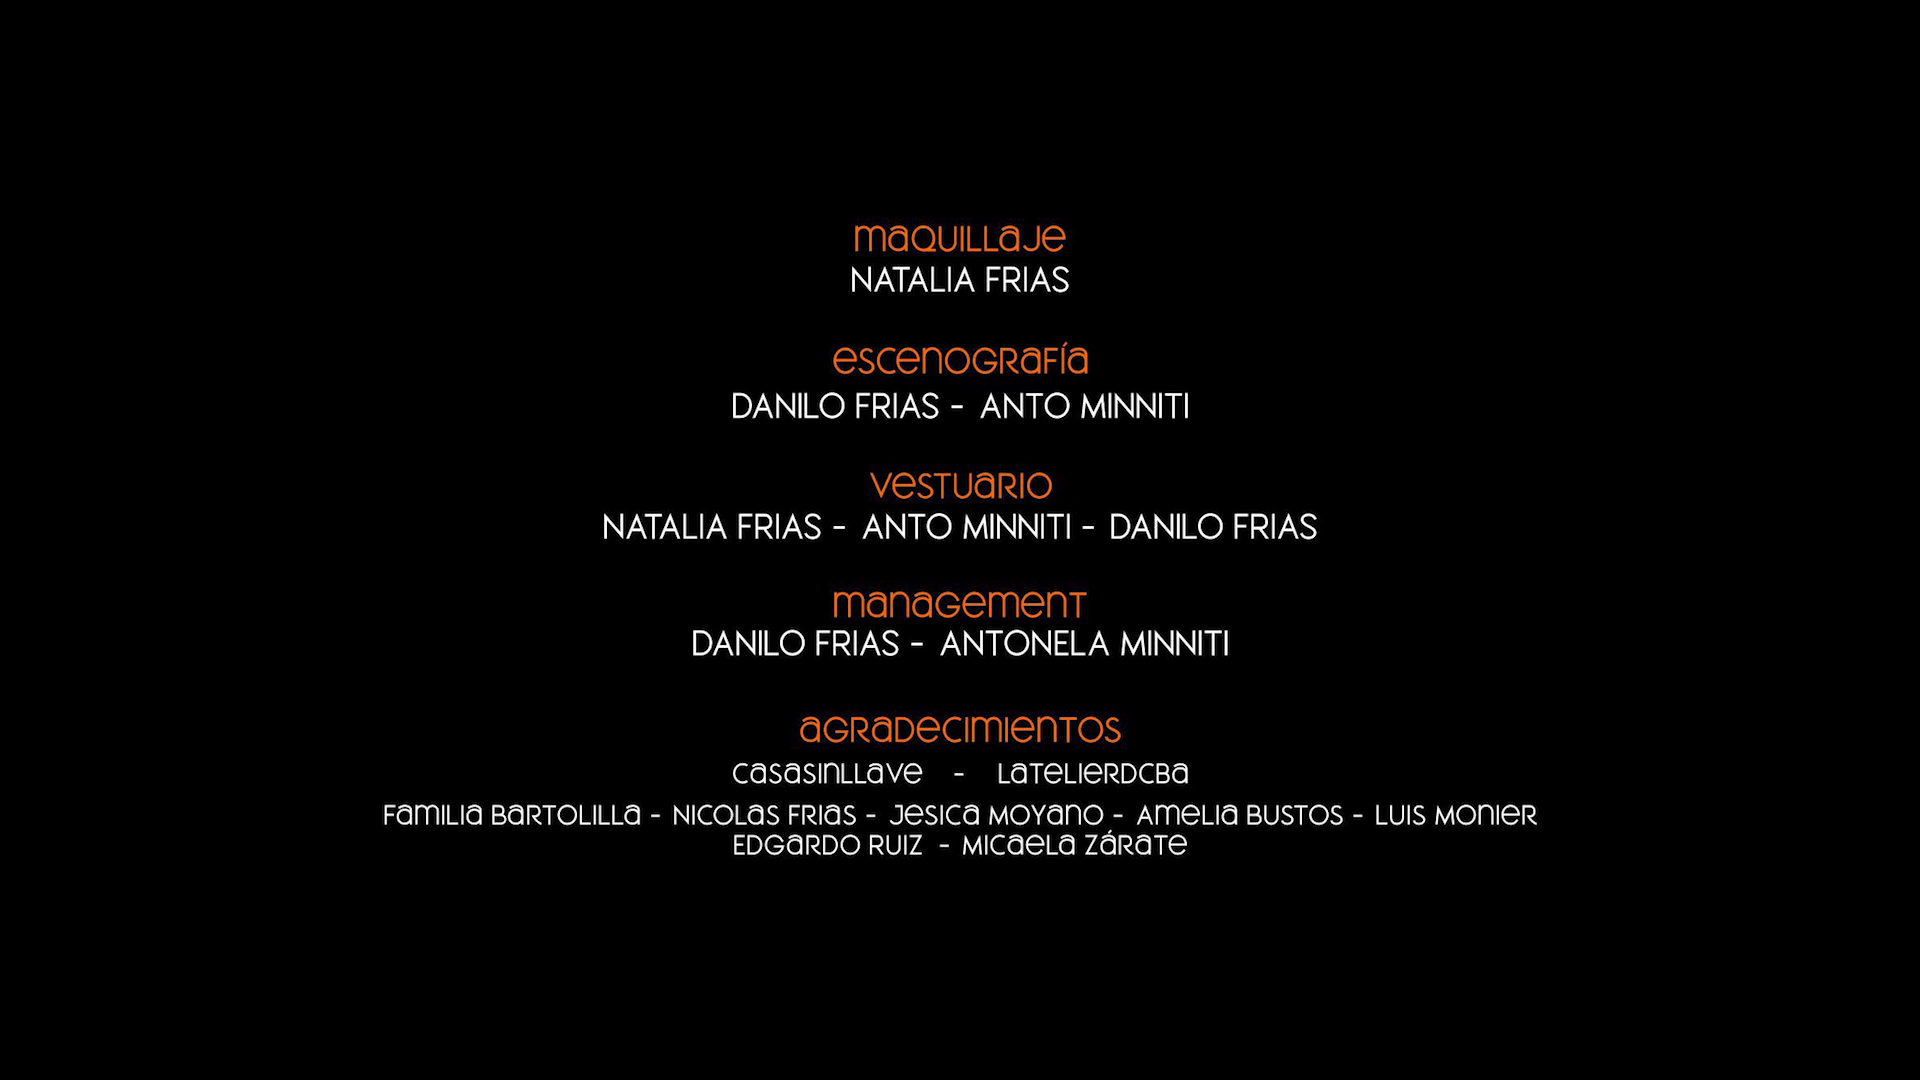 maquillaje
NATALIA FRIAS
escenografía
DANILO FRIAS - ANTO MINNITI
vestuario
NATALIA FRIAS - ANTO MINNITI - DANILO FRIAS
management
DANILO FRIAS - ANTONELA MINNITI
agradecimientos
casasinllave - latelierdcba
Familia Bartolilla - Nicolas Frias - Jesica Moyano - Amelia Bustos - Luis Monier
Edgardo Ruiz - Micaela Zárate